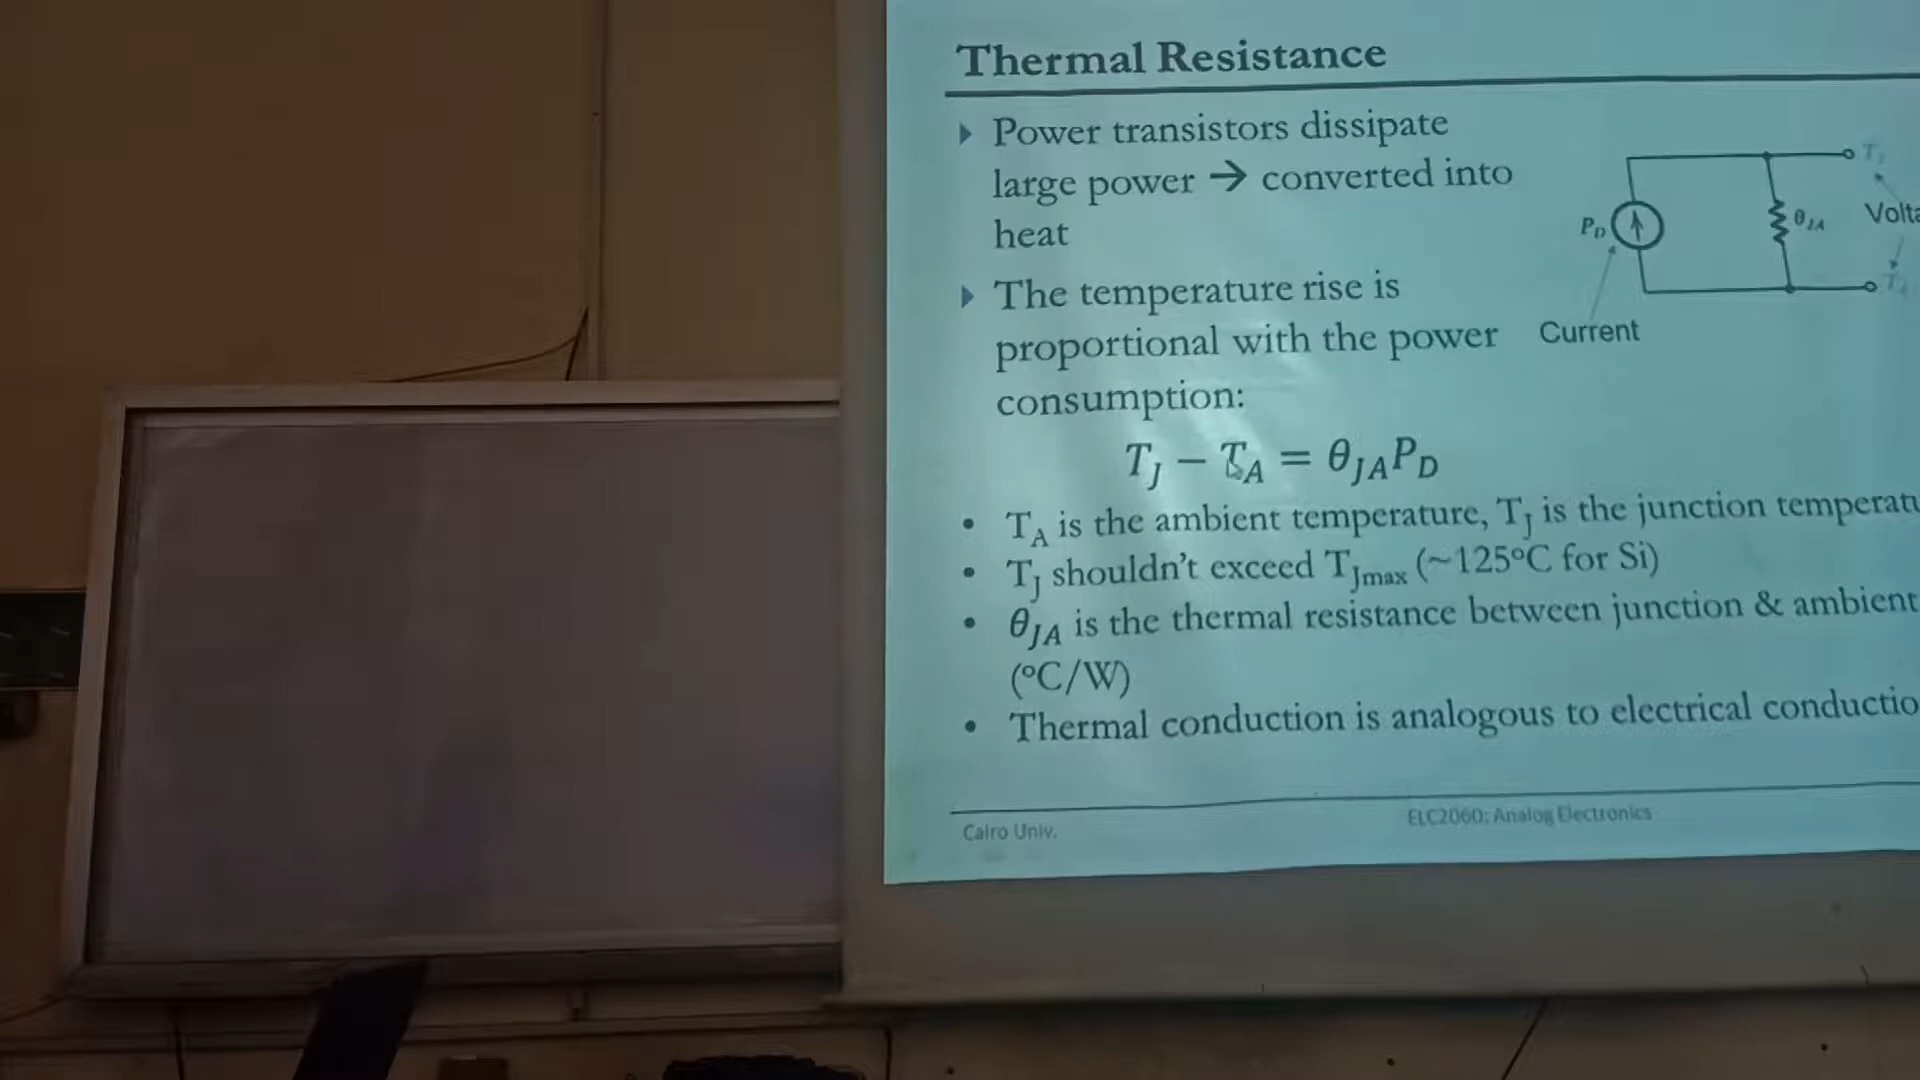 Thermal Resistance
Power transistors dissipate
large power → converted into
heat
The temperature rise is
proportional with the power
consumption:
T_J − T_A = θ_JA P_D
• T_A is the ambient temperature, T_J is the junction temperatu
• T_J shouldn't exceed T_Jmax (~125°C for Si)
• θ_JA is the thermal resistance between junction & ambient
(°C/W)
• Thermal conduction is analogous to electrical conductio
T_J
P_D
θ_JA
Volta
Current
Cairo Univ.
ELC2060: Analog Electronics